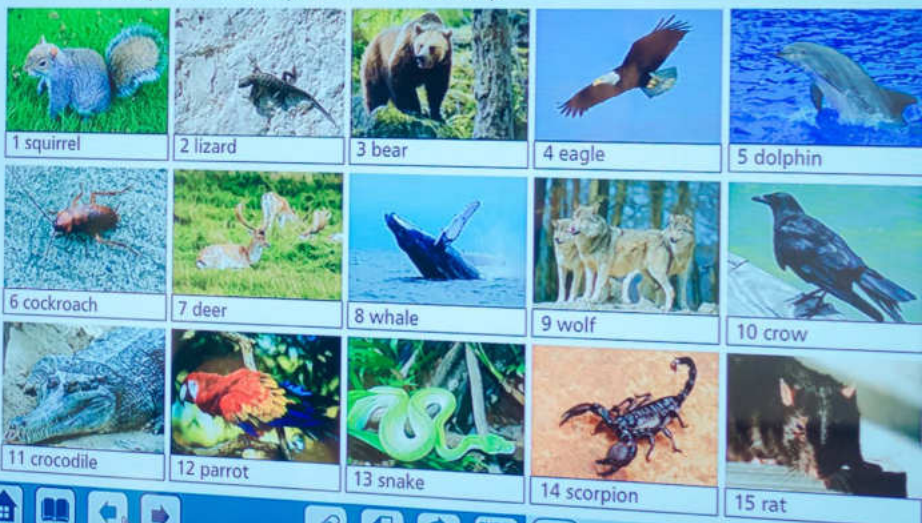 1 squirrel
2 lizard
3 bear
4 eagle
5 dolphin
6 cockroach
7 deer
8 whale
9 wolf
10 crow
11 crocodile
12 parrot
13 snake
14 scorpion
15 rat